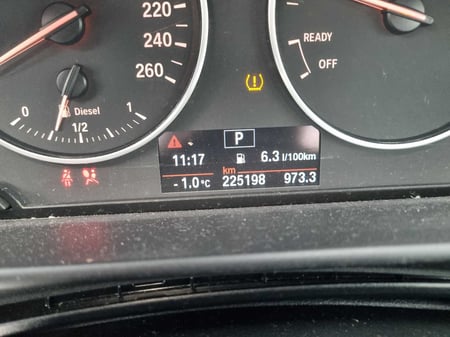 220
240
260
READY
OFF
Diesel
0 1/2 1
P
11:17 6.3 l/100km
km
-1.0°C 225198 973.3